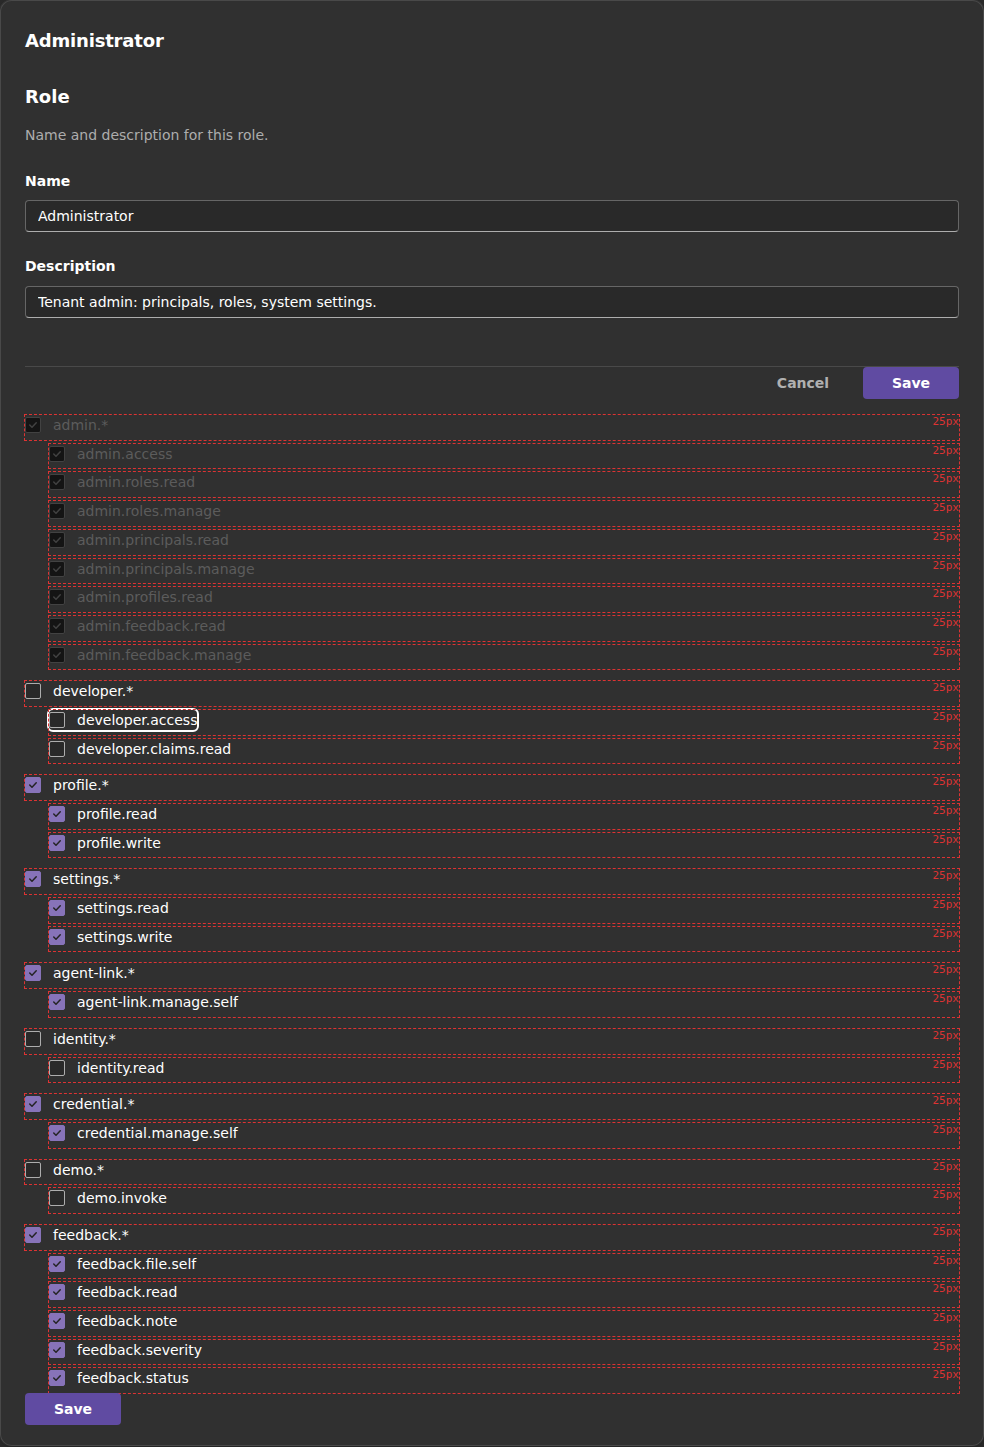 Administrator
Role
Name and description for this role.
Name
Administrator
Description
Tenant admin: principals, roles, system settings.
Cancel Save
admin.* 25px
admin.access 25px
admin.roles.read 25px
admin.roles.manage 25px
admin.principals.read 25px
admin.principals.manage 25px
admin.profiles.read 25px
admin.feedback.read 25px
admin.feedback.manage 25px
developer.* 25px
developer.access 25px
developer.claims.read 25px
profile.* 25px
profile.read 25px
profile.write 25px
settings.* 25px
settings.read 25px
settings.write 25px
agent-link.* 25px
agent-link.manage.self 25px
identity.* 25px
identity.read 25px
credential.* 25px
credential.manage.self 25px
demo.* 25px
demo.invoke 25px
feedback.* 25px
feedback.file.self 25px
feedback.read 25px
feedback.note 25px
feedback.severity 25px
feedback.status 25px
Save